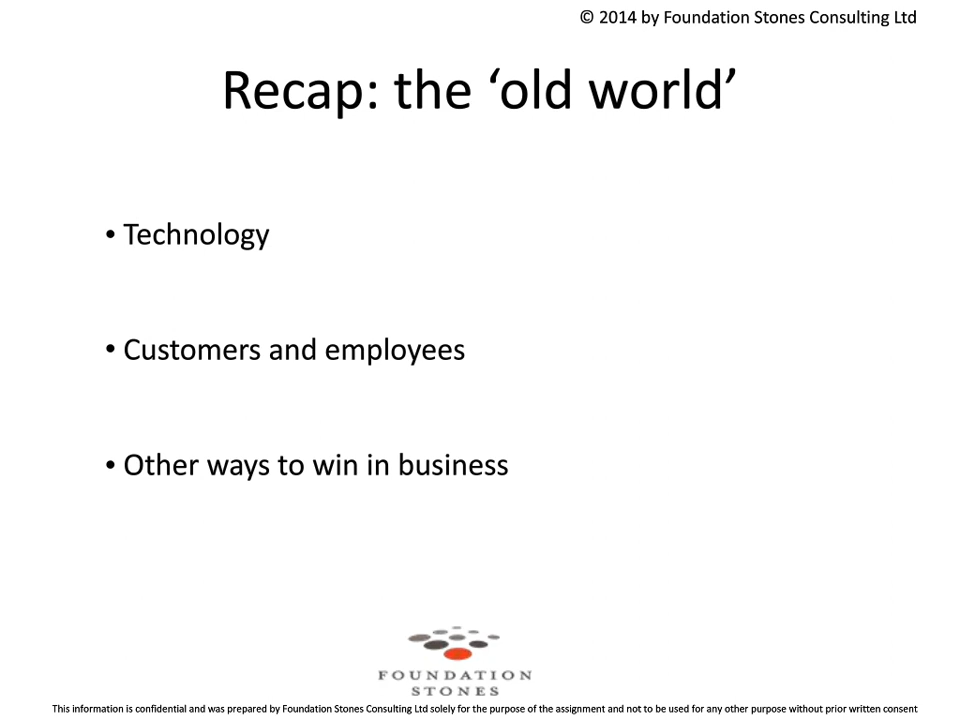 © 2014 by Foundation Stones Consulting Ltd
Recap: the ‘old world’
• Technology
• Customers and employees
• Other ways to win in business
FOUNDATION
STONES
This information is confidential and was prepared by Foundation Stones Consulting Ltd solely for the purpose of the assignment and not to be used for any other purpose without prior written consent